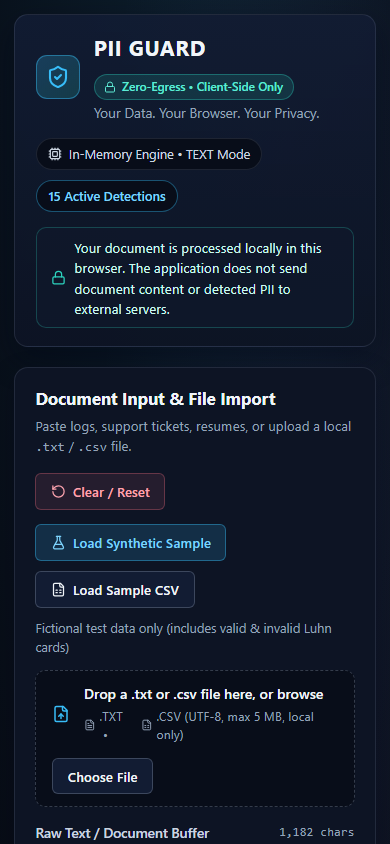 PII GUARD
Zero-Egress • Client-Side Only
Your Data. Your Browser. Your Privacy.
In-Memory Engine • TEXT Mode
15 Active Detections
Your document is processed locally in this
browser. The application does not send
document content or detected PII to
external servers.
Document Input & File Import
Paste logs, support tickets, resumes, or upload a local
.txt / .csv file.
Clear / Reset
Load Synthetic Sample
Load Sample CSV
Fictional test data only (includes valid & invalid Luhn
cards)
Drop a .txt or .csv file here, or browse
.TXT •
.CSV (UTF-8, max 5 MB, local
only)
Choose File
Raw Text / Document Buffer
1,182 chars